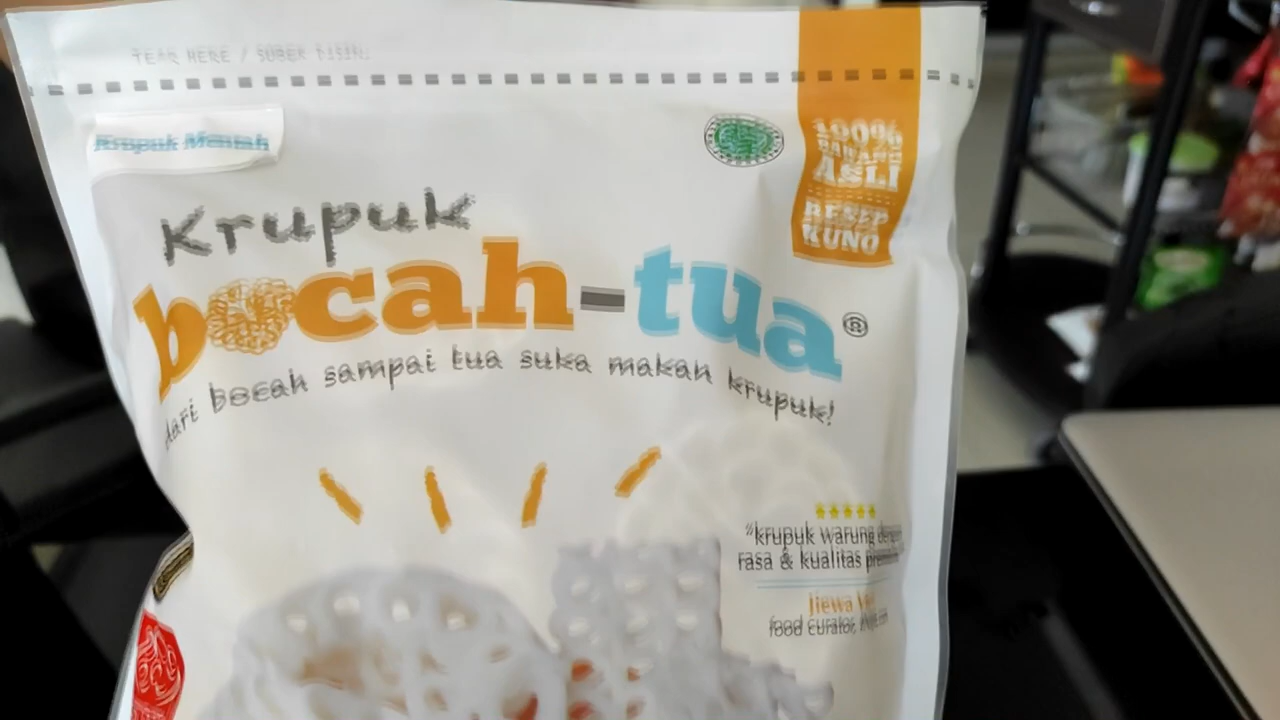 TEAR HERE / SOBEK DISINI
Krupuk Mentah
100%
BAHAN
ASLI
RESEP
KUNO
Krupuk
bocah-tua®
dari bocah sampai tua suka makan krupuk!
"krupuk warung dengan
rasa & kualitas premium
Jiewa
food curator,